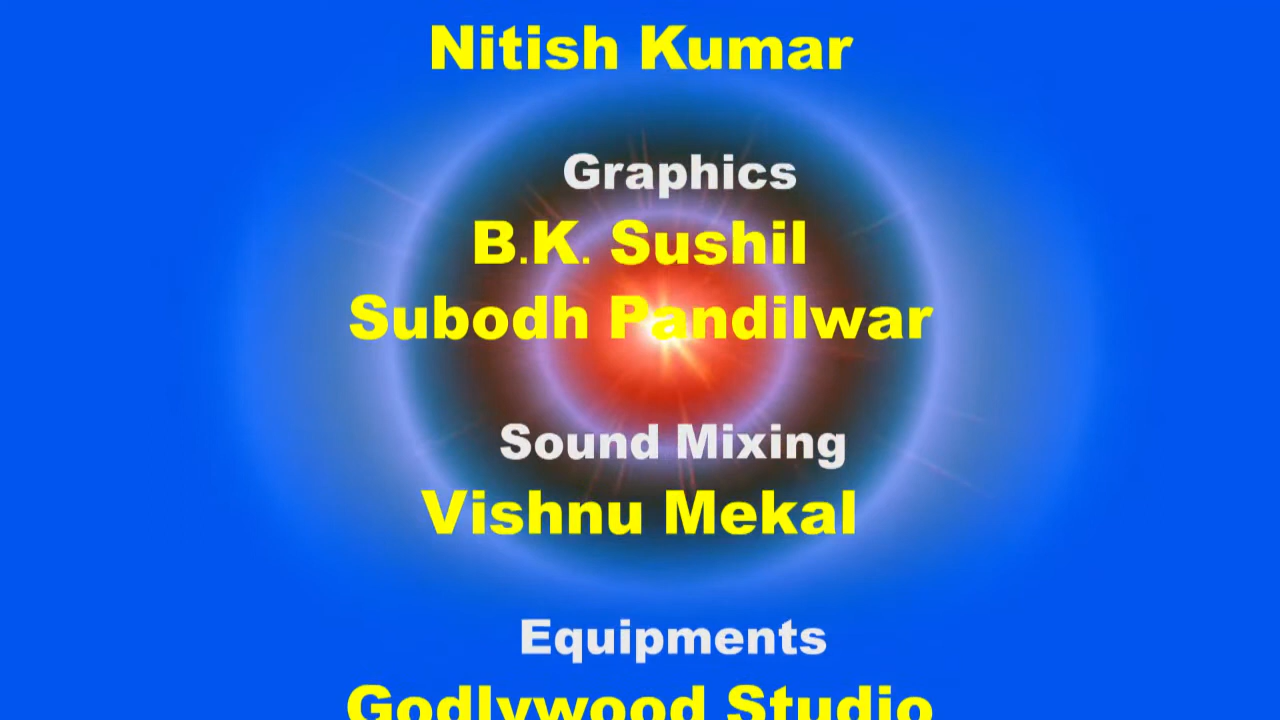 Nitish Kumar
Graphics
B.K. Sushil
Subodh Pandilwar
Sound Mixing
Vishnu Mekal
Equipments
Godlywood Studio